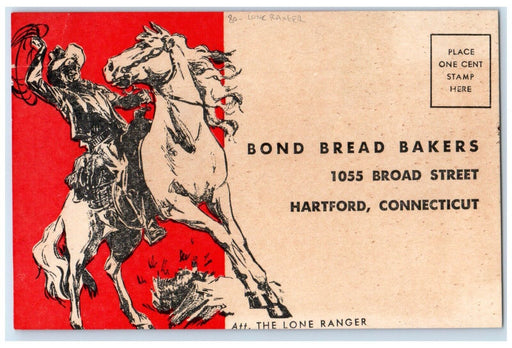 80- LONE RANGER
PLACE
ONE CENT
STAMP
HERE
BOND BREAD BAKERS
1055 BROAD STREET
HARTFORD, CONNECTICUT
Att. THE LONE RANGER